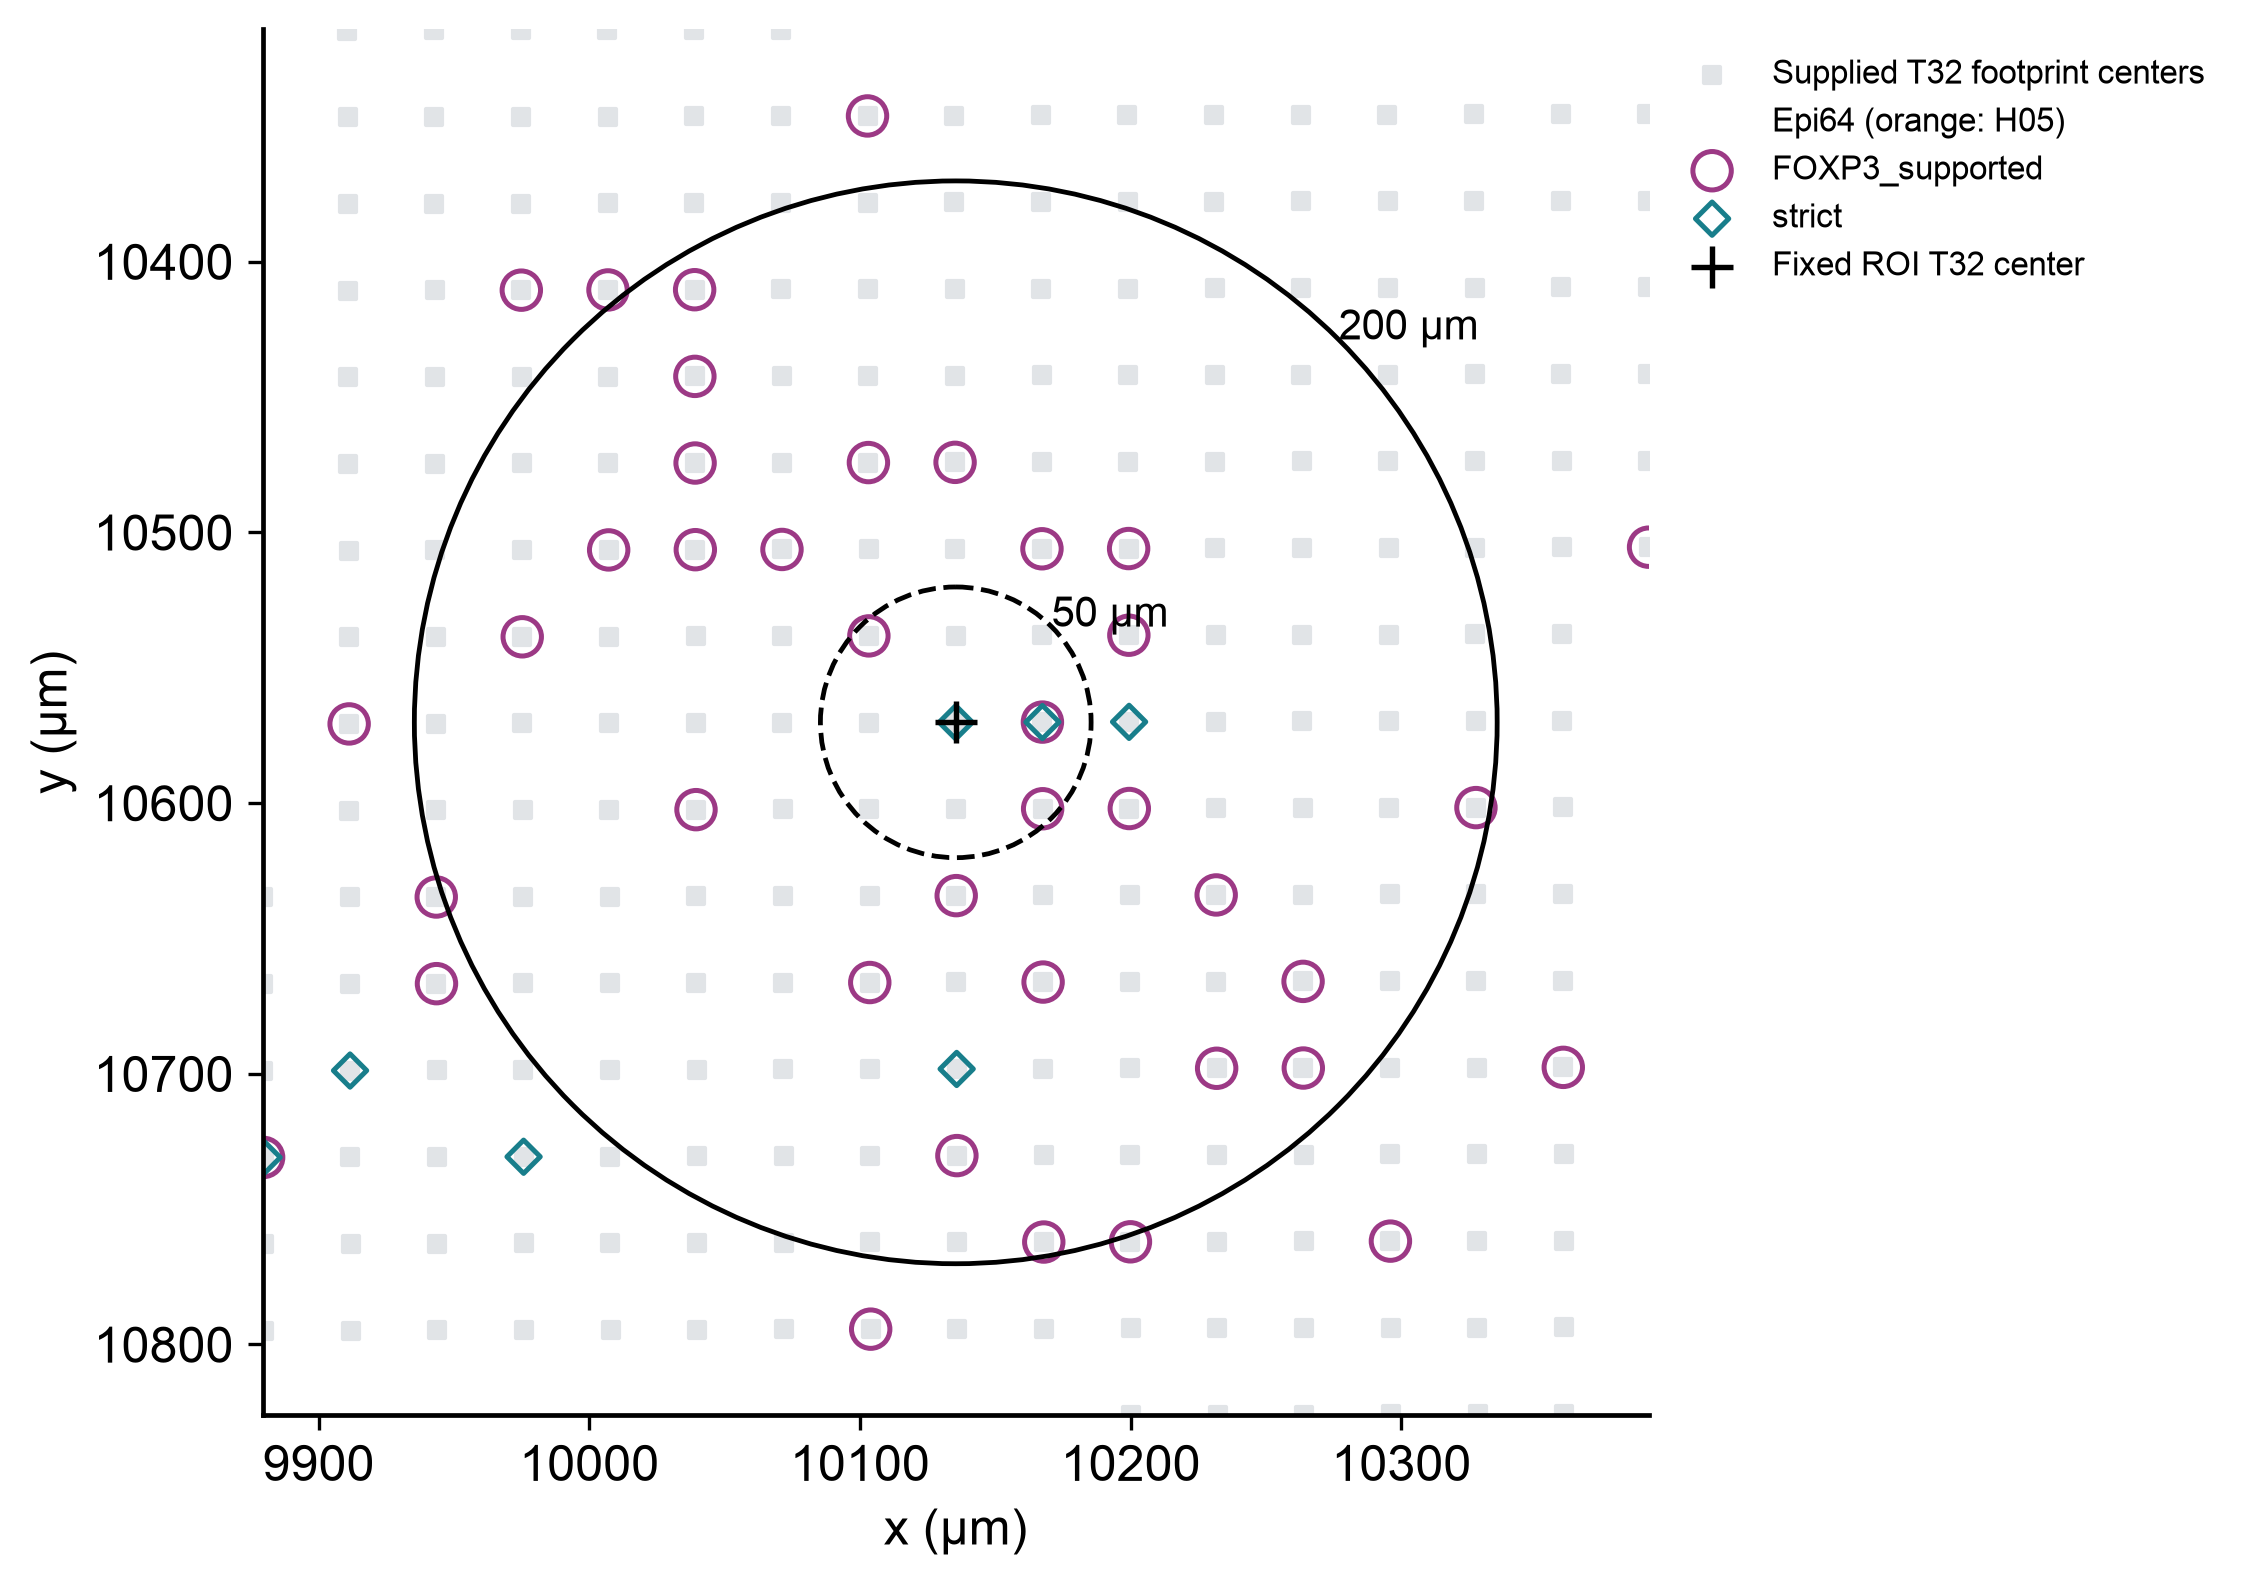 Supplied T32 footprint centers
Epi64 (orange: H05)
FOXP3_supported
strict
Fixed ROI T32 center
200 µm
50 µm
10400
10500
10600
10700
10800
y (µm)
9900
10000
10100
10200
10300
x (µm)